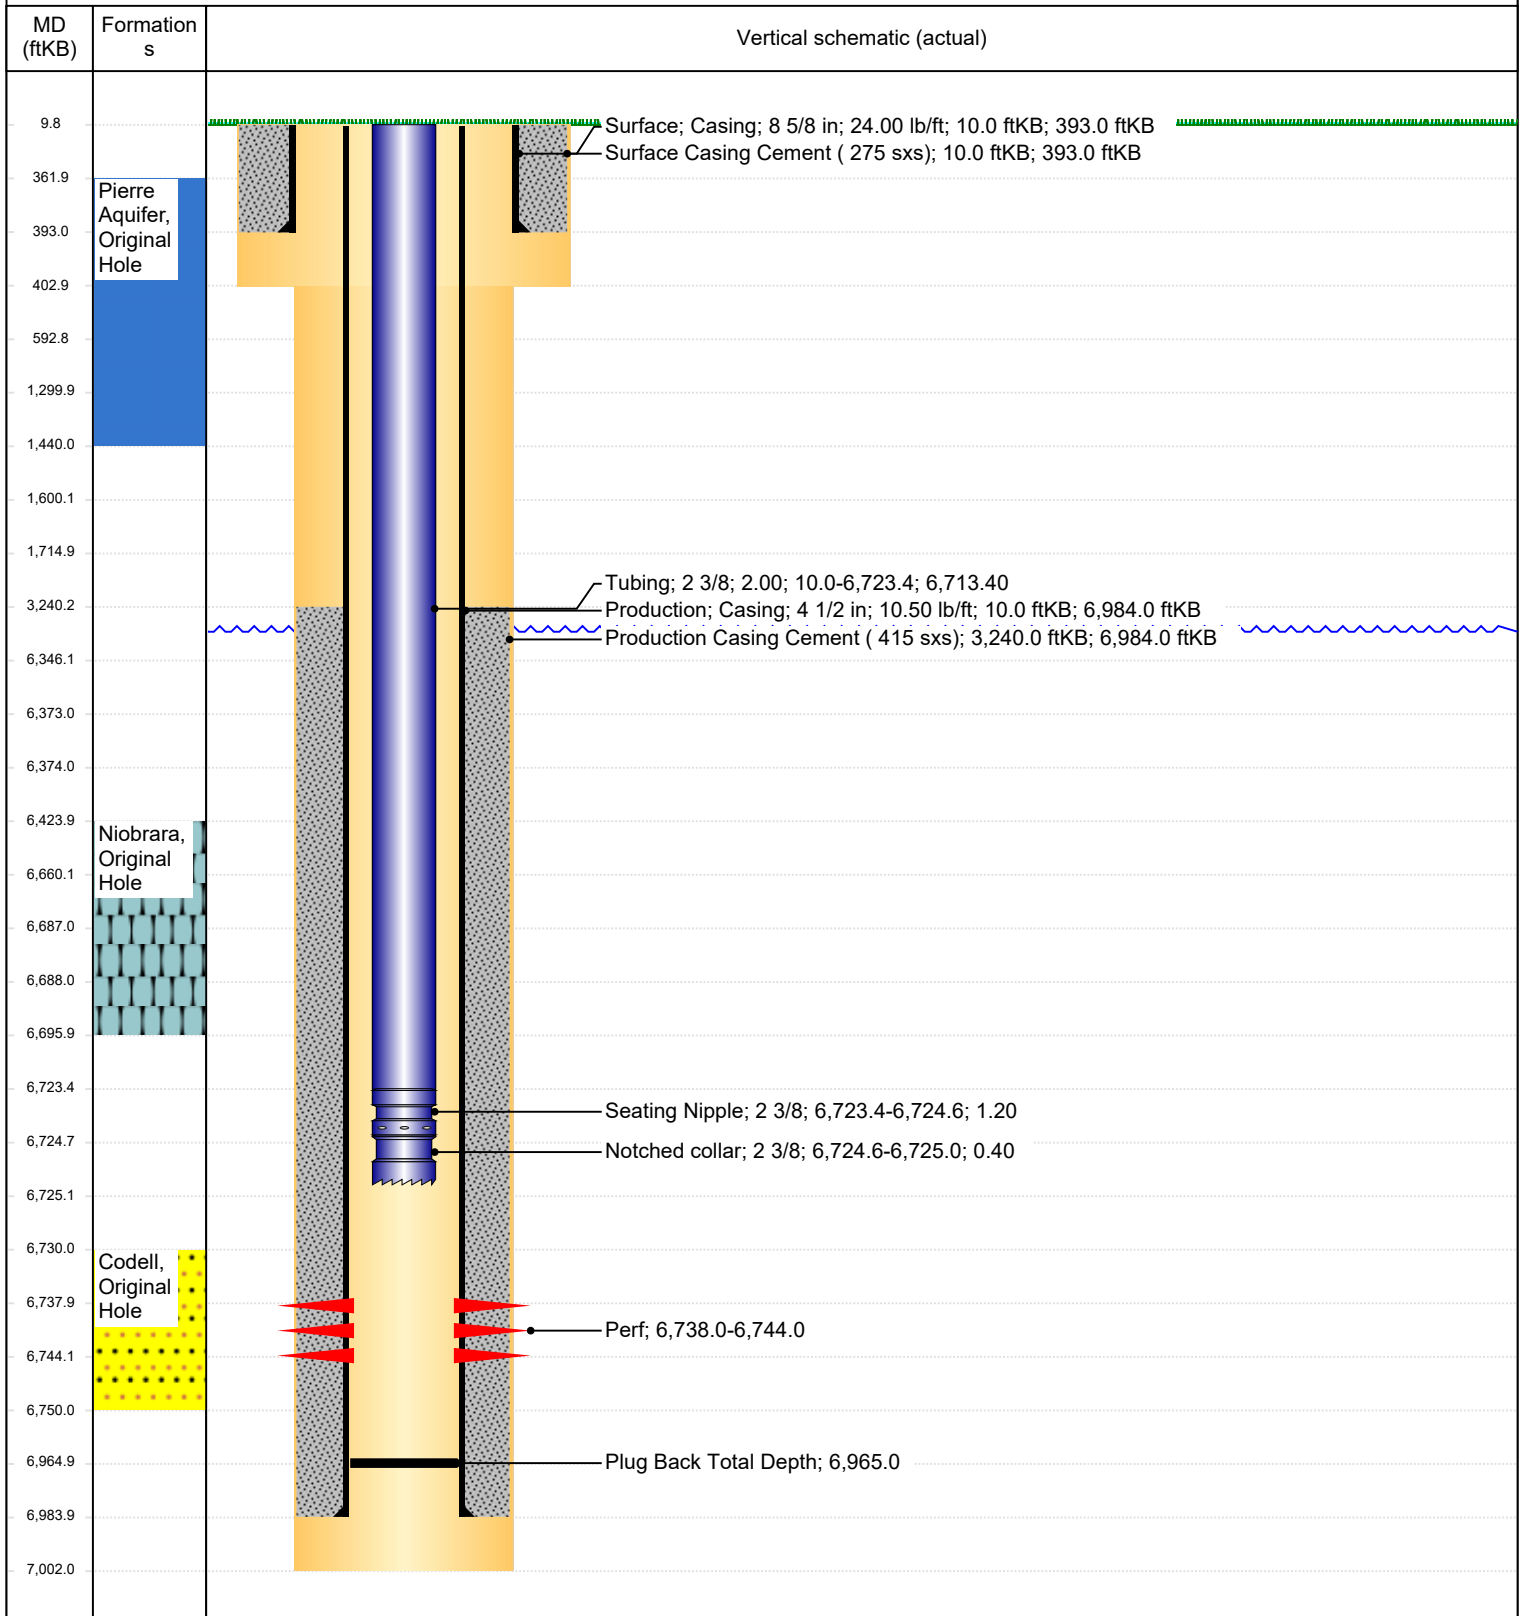 MD
(ftKB)
Formation
s
Vertical schematic (actual)
9.8
Surface; Casing; 8 5/8 in; 24.00 lb/ft; 10.0 ftKB; 393.0 ftKB
Surface Casing Cement ( 275 sxs); 10.0 ftKB; 393.0 ftKB
361.9
Pierre
Aquifer,
Original
Hole
393.0
402.9
592.8
1,299.9
1,440.0
1,600.1
1,714.9
Tubing; 2 3/8; 2.00; 10.0-6,723.4; 6,713.40
3,240.2
Production; Casing; 4 1/2 in; 10.50 lb/ft; 10.0 ftKB; 6,984.0 ftKB
Production Casing Cement ( 415 sxs); 3,240.0 ftKB; 6,984.0 ftKB
6,346.1
6,373.0
6,374.0
6,423.9
Niobrara,
Original
Hole
6,660.1
6,687.0
6,688.0
6,695.9
6,723.4
Seating Nipple; 2 3/8; 6,723.4-6,724.6; 1.20
6,724.7
Notched collar; 2 3/8; 6,724.6-6,725.0; 0.40
6,725.1
6,730.0
Codell,
Original
Hole
6,737.9
Perf; 6,738.0-6,744.0
6,744.1
6,750.0
6,964.9
Plug Back Total Depth; 6,965.0
6,983.9
7,002.0